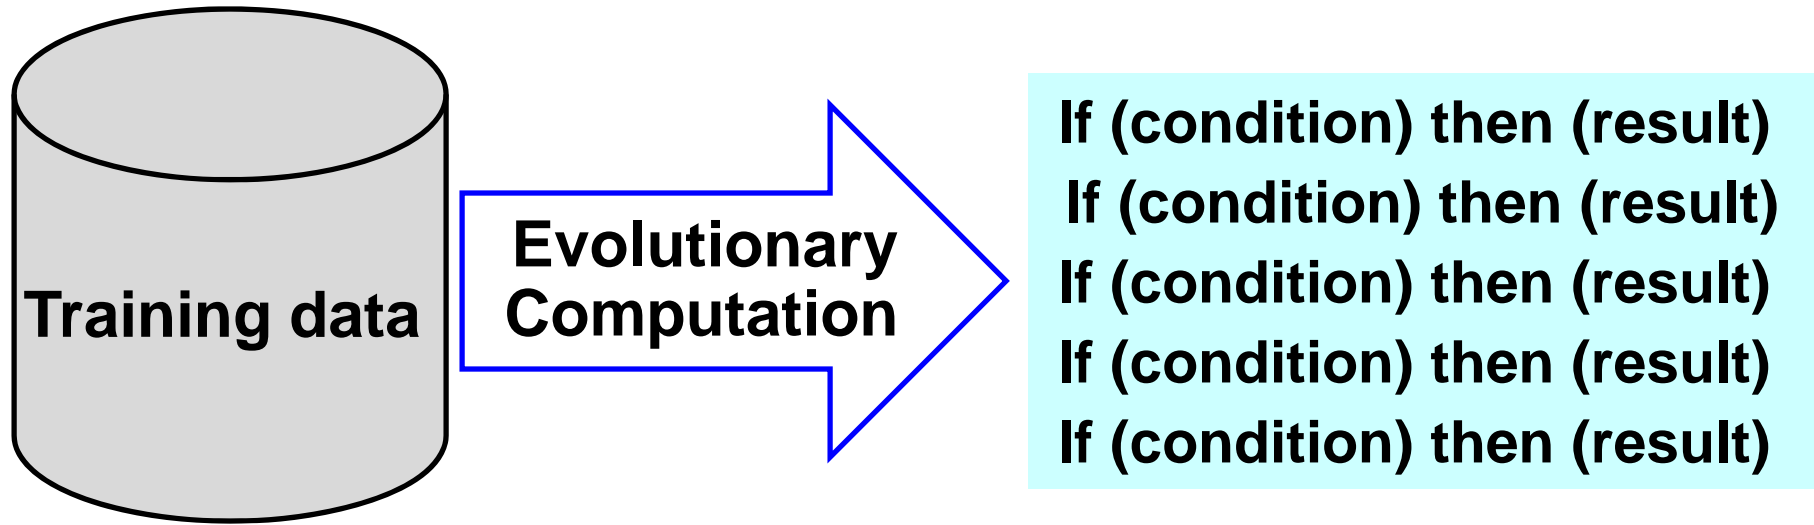 Training data
Evolutionary
Computation
If (condition) then (result)
If (condition) then (result)
If (condition) then (result)
If (condition) then (result)
If (condition) then (result)